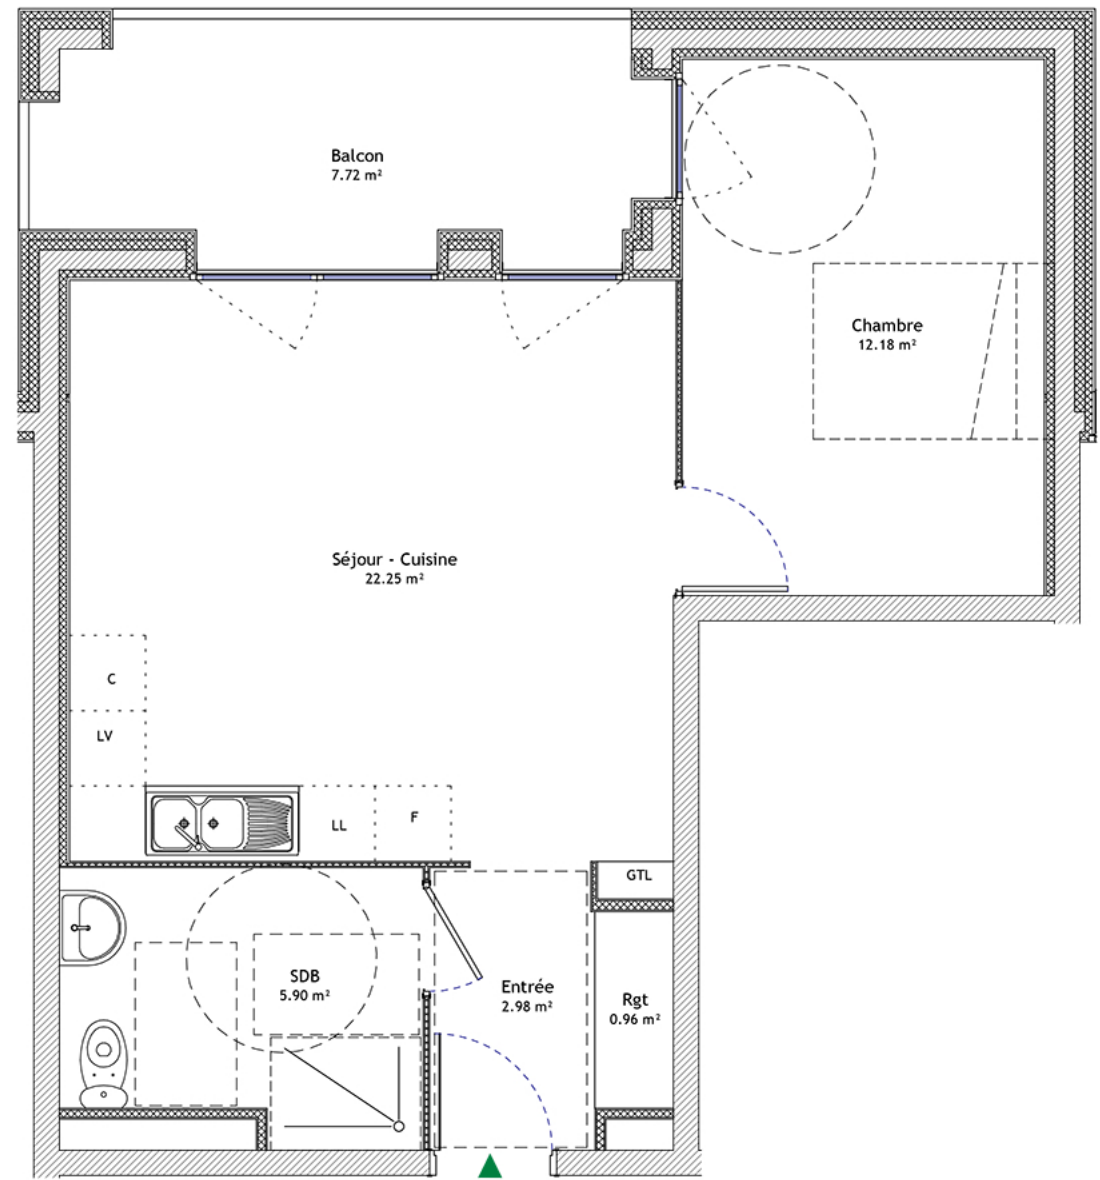 Balcon
7.72 m²
Chambre
12.18 m²
Séjour - Cuisine
22.25 m²
C
LV
LL
F
GTL
SDB
5.90 m²
Entrée
2.98 m²
Rgt
0.96 m²